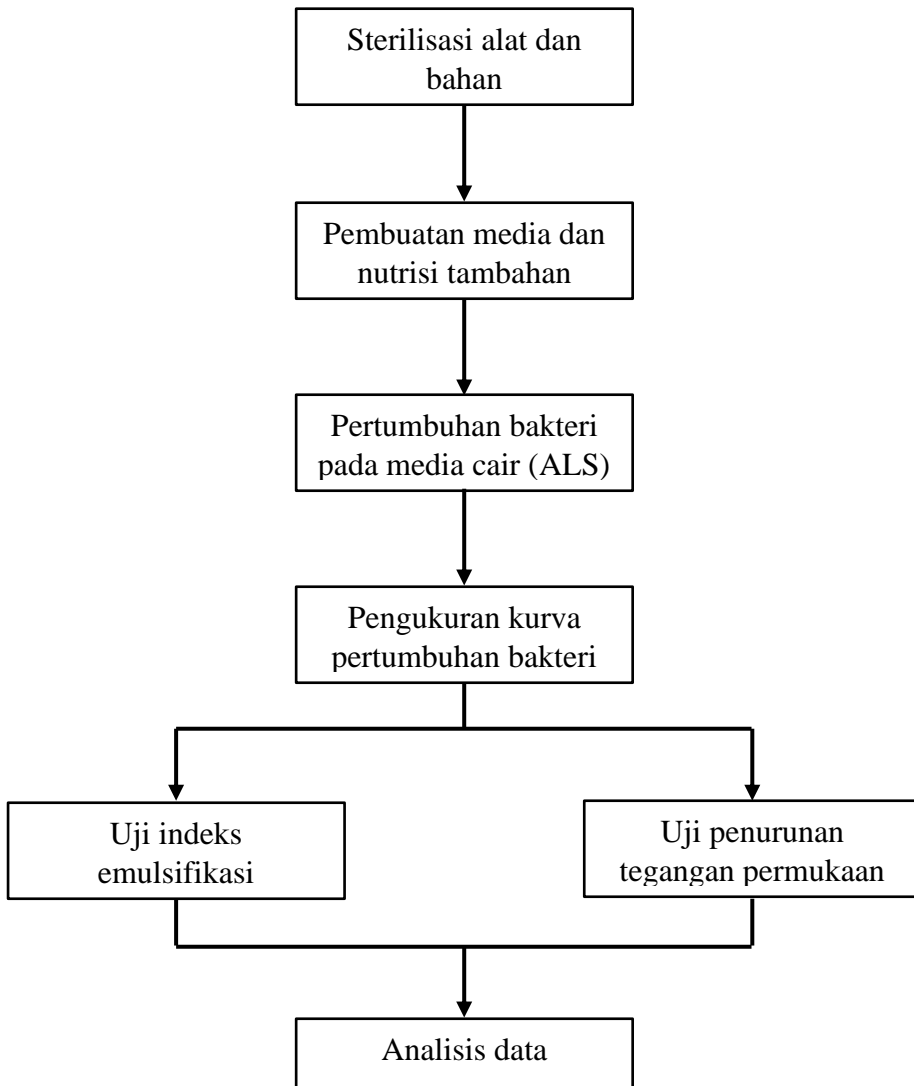 Sterilisasi alat dan
bahan
Pembuatan media dan
nutrisi tambahan
Pertumbuhan bakteri
pada media cair (ALS)
Pengukuran kurva
pertumbuhan bakteri
Uji indeks
emulsifikasi
Uji penurunan
tegangan permukaan
Analisis data